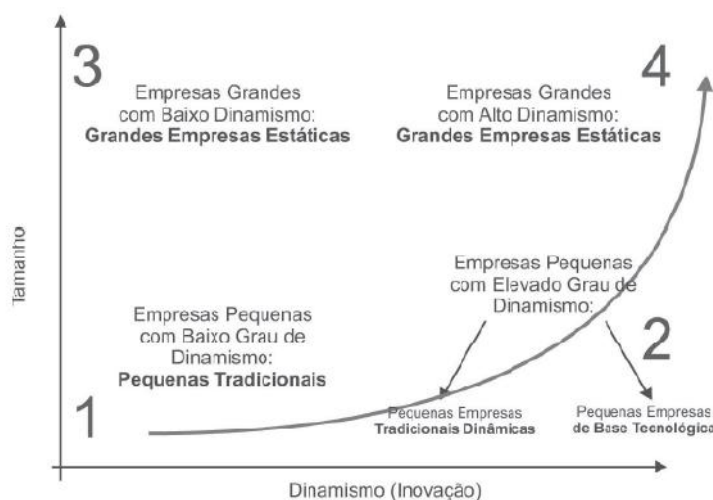 3
Empresas Grandes
com Baixo Dinamismo:
Grandes Empresas Estáticas
4
Empresas Grandes
com Alto Dinamismo:
Grandes Empresas Estáticas
Tamanho
Empresas Pequenas
com Elevado Grau de
Dinamismo:
Empresas Pequenas
com Baixo Grau de
Dinamismo:
Pequenas Tradicionais
2
1
Pequenas Empresas
Tradicionais Dinâmicas
Pequenas Empresas
de Base Tecnológica
Dinamismo (Inovação)